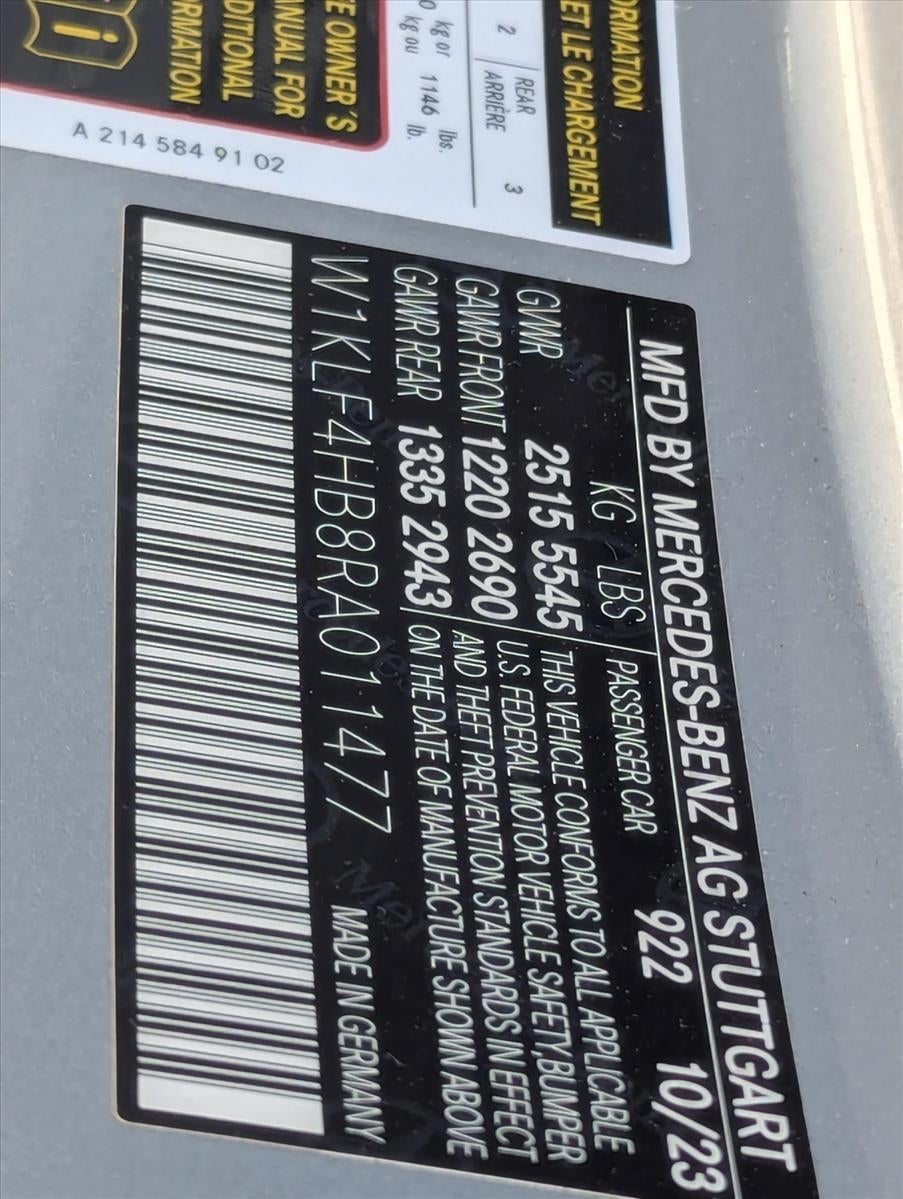 ORMATION
ET LE CHARGEMENT
2 REAR 3
ARRIÈRE
kg or 1146 lbs.
kg ou lb.
E OWNER'S
ANUAL FOR
DITIONAL
ORMATION
A 214 584 91 02
MFD BY MERCEDES-BENZ AG STUTTGART
KG LBS PASSENGER CAR 922 10/23
GVWR 2515 5545
GAWR FRONT 1220 2690
GAWR REAR 1335 2943
THIS VEHICLE CONFORMS TO ALL APPLICABLE
U.S. FEDERAL MOTOR VEHICLE SAFETY, BUMPER
AND THEFT PREVENTION STANDARDS IN EFFECT
ON THE DATE OF MANUFACTURE SHOWN ABOVE
W1KLF4HB8RA011477 MADE IN GERMANY